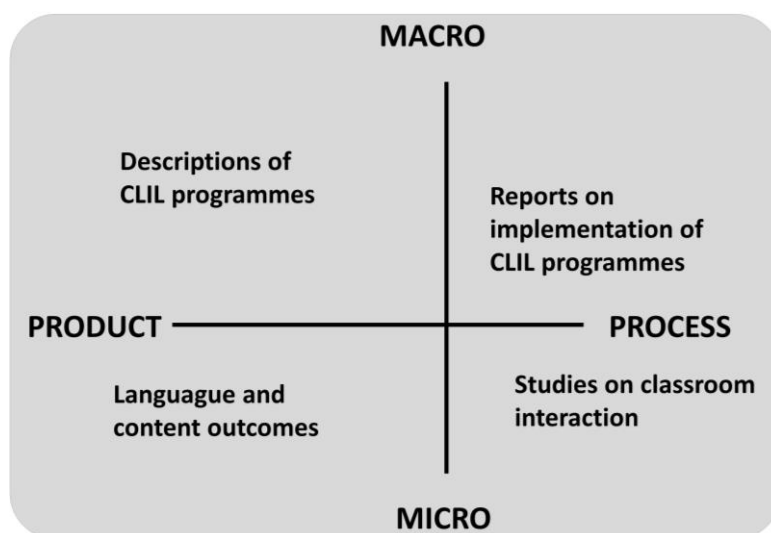 MACRO
Descriptions of
CLIL programmes
Reports on
implementation of
CLIL programmes
PRODUCT
PROCESS
Languague and
content outcomes
Studies on classroom
interaction
MICRO